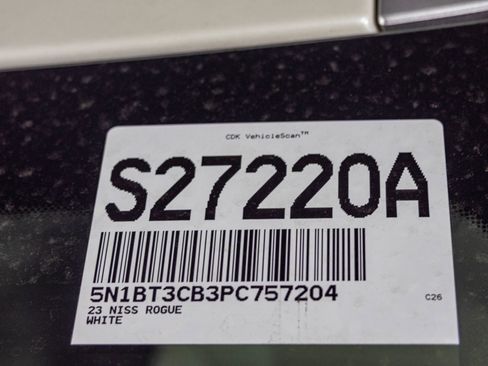 CDK VehicleScan™
S27220A
5N1BT3CB3PC757204
23 NISS ROGUE
WHITE
C26